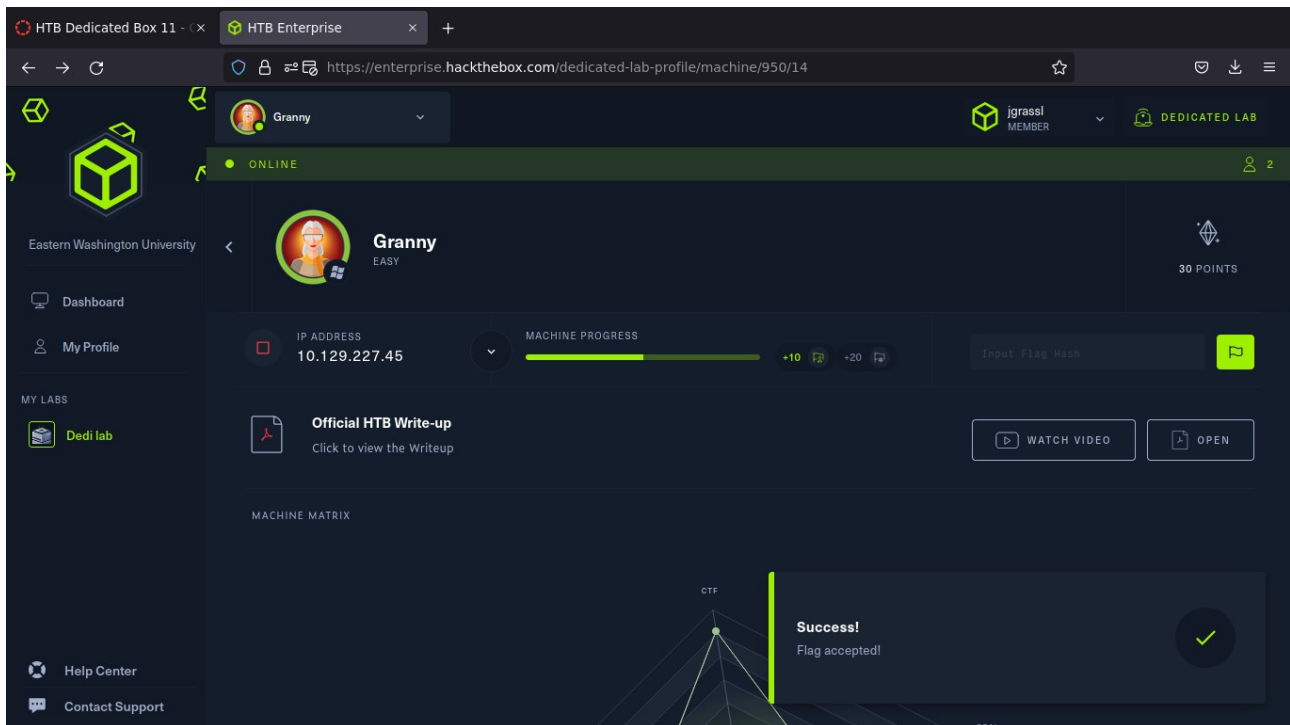 HTB Dedicated Box 11 -
HTB Enterprise
https://enterprise.hackthebox.com/dedicated-lab-profile/machine/950/14
Granny
jgrassl
MEMBER
DEDICATED LAB
ONLINE
2
Eastern Washington University
Granny
EASY
30 POINTS
Dashboard
My Profile
MY LABS
Dedi lab
IP ADDRESS
10.129.227.45
MACHINE PROGRESS
+10
+20
Input Flag Hash
Official HTB Write-up
Click to view the Writeup
WATCH VIDEO
OPEN
MACHINE MATRIX
CTF
Success!
Flag accepted!
Help Center
Contact Support